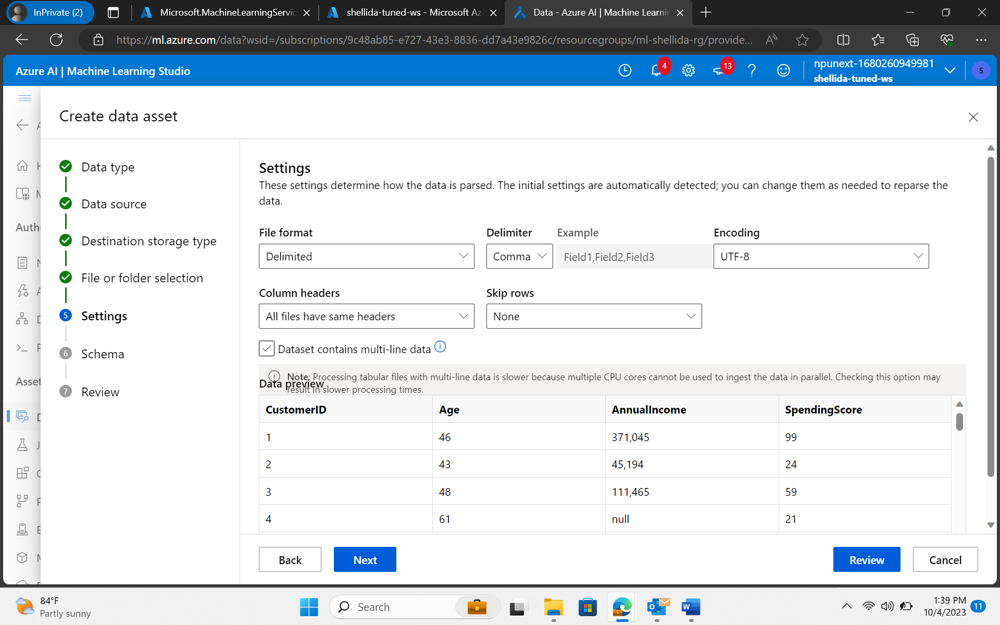 InPrivate (2)
Microsoft.MachineLearningServic
shellida-tuned-ws - Microsoft Az
Data - Azure AI | Machine Learnin
https://ml.azure.com/data?wsid=/subscriptions/9c48ab85-e727-43e3-8836-dd7a43e9826c/resourcegroups/ml-shellida-rg/provide...
Azure AI | Machine Learning Studio
4
13
npunext-1680260949981
shellida-tuned-ws
S
Create data asset
Auth
Asset
Data type
Data source
Destination storage type
File or folder selection
5 Settings
6 Schema
7 Review
Settings
These settings determine how the data is parsed. The initial settings are automatically detected; you can change them as needed to reparse the
data.
File format Delimiter Example Encoding
Delimited Comma Field1,Field2,Field3 UTF-8
Column headers Skip rows
All files have same headers None
Dataset contains multi-line data
Note: Processing tabular files with multi-line data is slower because multiple CPU cores cannot be used to ingest the data in parallel. Checking this option may
result in slower processing times.
Data preview
CustomerID Age AnnualIncome SpendingScore
1 46 371,045 99
2 43 45,194 24
3 48 111,465 59
4 61 null 21
Back Next Review Cancel
84°F
Partly sunny
Search
1:39 PM
10/4/2023
11